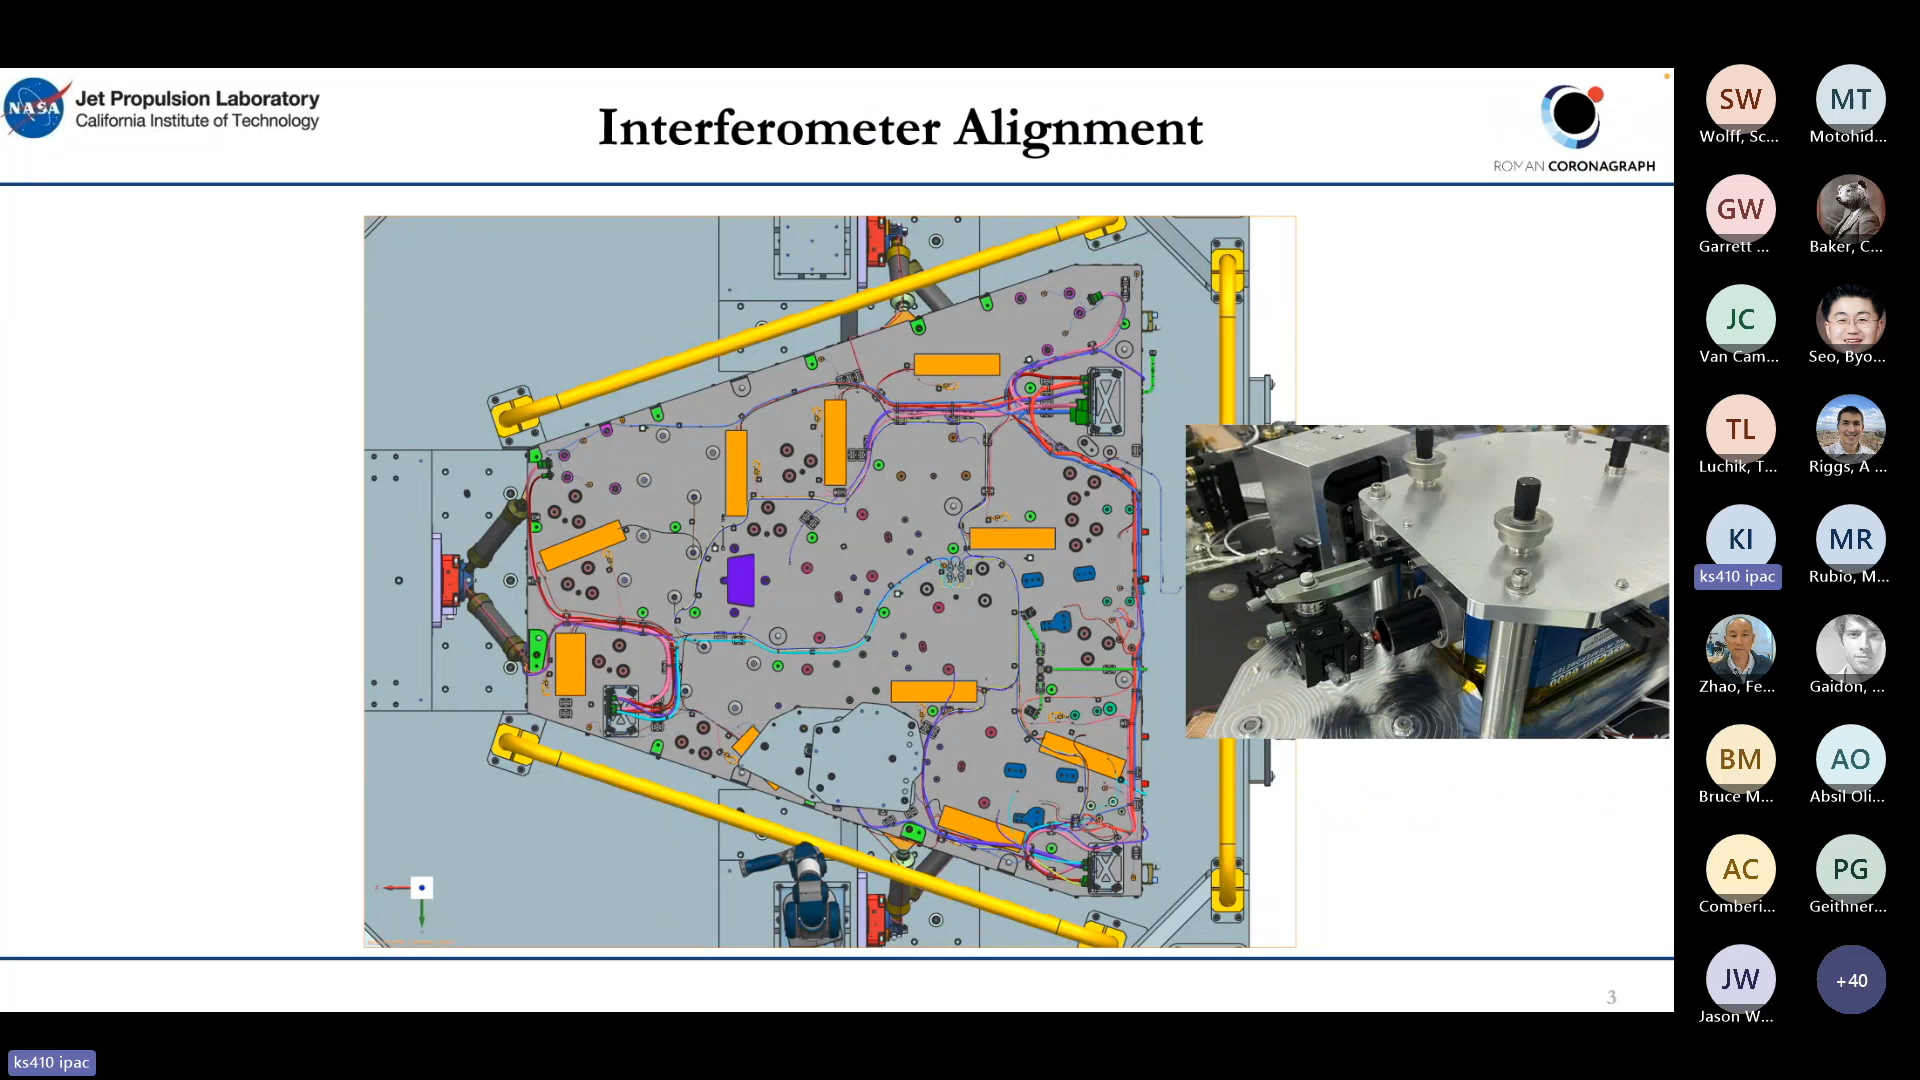 NASA
Jet Propulsion Laboratory
California Institute of Technology
Interferometer Alignment
ROMAN CORONAGRAPH
3
SW
Wolff, Sc...
MT
Motohid...
GW
Garrett ...
Baker, C...
JC
Van Cam...
Seo, Byo...
TL
Luchik, T...
Riggs, A ...
KI
ks410 ipac
MR
Rubio, M...
Zhao, Fe...
Gaidon, ...
BM
Bruce M...
AO
Absil Oli...
AC
Comberi...
PG
Geithner...
JW
Jason W...
+40
ks410 ipac